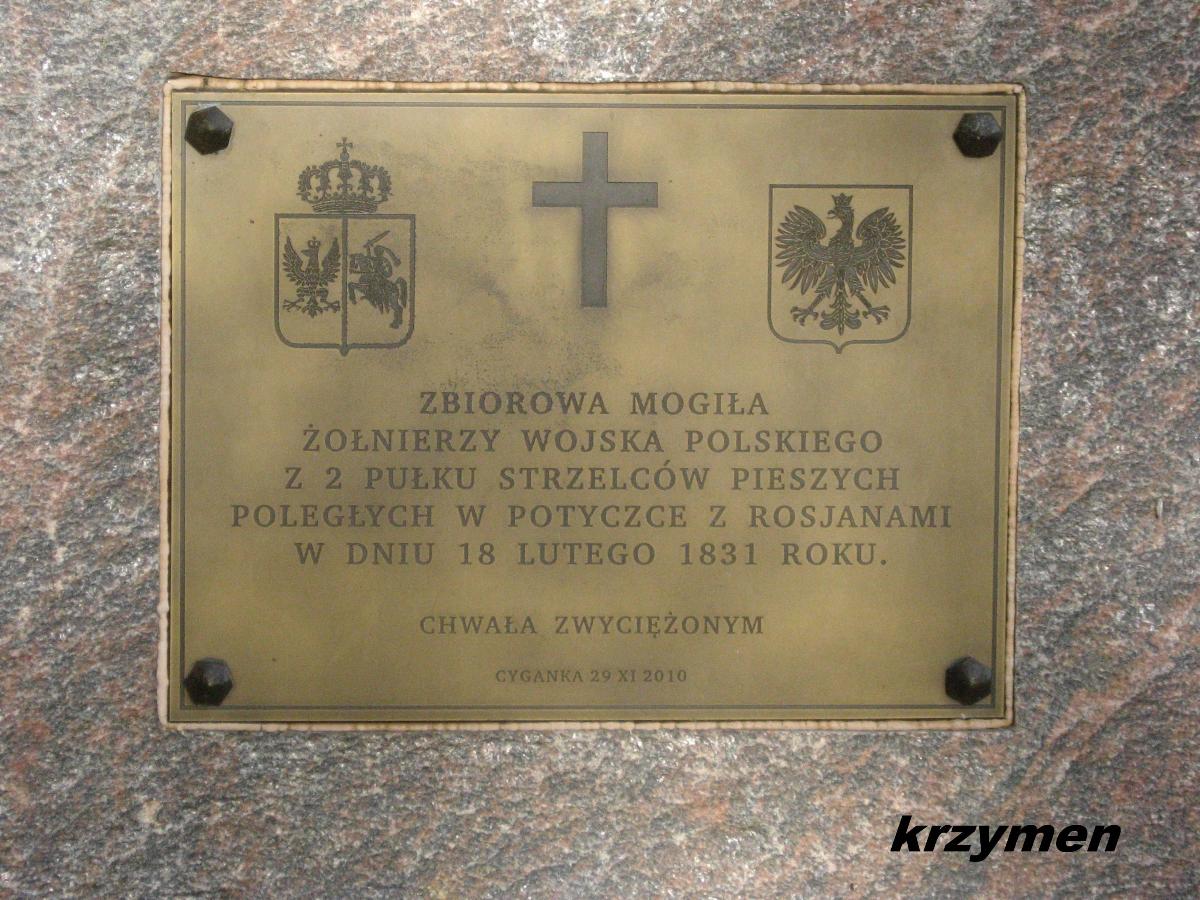 ZBIOROWA MOGIŁA
ŻOŁNIERZY WOJSKA POLSKIEGO
Z 2 PUŁKU STRZELCÓW PIESZYCH
POLEGŁYCH W POTYCZCE Z ROSJANAMI
W DNIU 18 LUTEGO 1831 ROKU.
CHWAŁA ZWYCIĘŻONYM
CYGANKA 29 XI 2010
krzymen